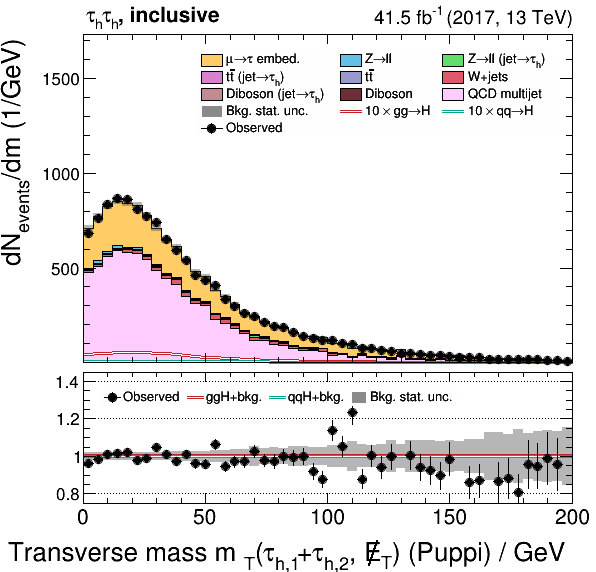 τhτh, inclusive 41.5 fb⁻¹ (2017, 13 TeV)
μ→τ embed. Z→ll Z→ll (jet→τh)
tt̄ (jet→τh) tt̄ W+jets
Diboson (jet→τh) Diboson QCD multijet
Bkg. stat. unc. 10 × gg→H 10 × qq→H
Observed
dNevents/dm (1/GeV)
1500
1000
500
1.4
Observed ggH+bkg. qqH+bkg. Bkg. stat. unc.
1.2
1
0.8
0 50 100 150 200
Transverse mass m T(τh,1+τh,2, E̸T) (Puppi) / GeV